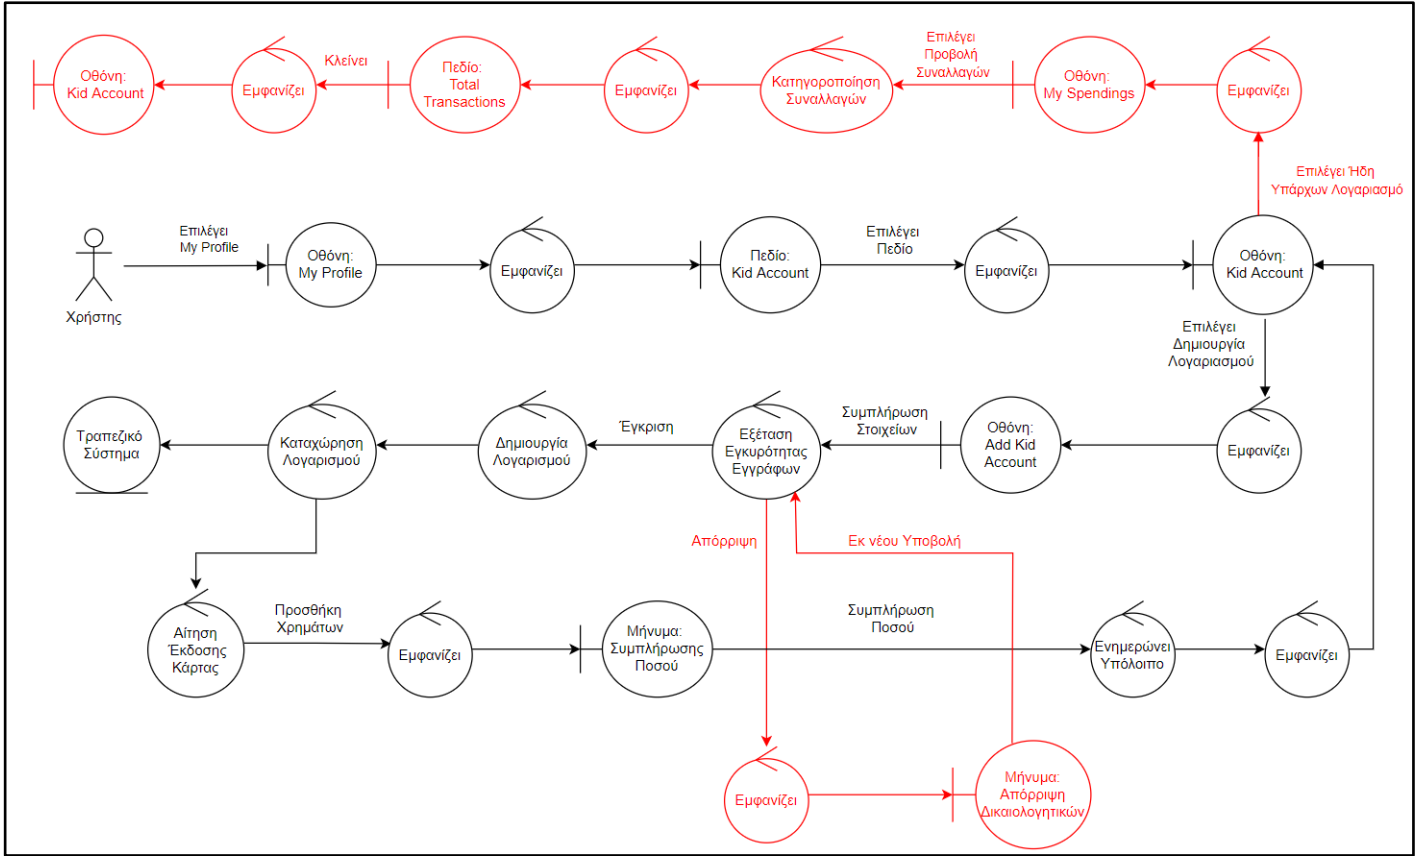 Οθόνη:
Kid Account
Εμφανίζει
Κλείνει
Πεδίο:
Total
Transactions
Εμφανίζει
Κατηγοροποίηση
Συναλλαγών
Επιλέγει
Προβολή
Συναλλαγών
Οθόνη:
My Spendings
Εμφανίζει
Επιλέγει Ήδη
Υπάρχων Λογαριασμό
Χρήστης
Επιλέγει
My Profile
Οθόνη:
My Profile
Εμφανίζει
Πεδίο:
Kid Account
Επιλέγει
Πεδίο
Εμφανίζει
Οθόνη:
Kid Account
Επιλέγει
Δημιουργία
Λογαριασμού
Τραπεζικό
Σύστημα
Καταχώρηση
Λογαρισμού
Δημιουργία
Λογαρισμού
Έγκριση
Εξέταση
Εγκυρότητας
Εγγράφων
Συμπλήρωση
Στοιχείων
Οθόνη:
Add Kid
Account
Εμφανίζει
Απόρριψη
Εκ νέου Υποβολή
Αίτηση
Έκδοσης
Κάρτας
Προσθήκη
Χρημάτων
Εμφανίζει
Μήνυμα:
Συμπλήρωσης
Ποσού
Συμπλήρωση
Ποσού
Ενημερώνει
Υπόλοιπο
Εμφανίζει
Εμφανίζει
Μήνυμα:
Απόρριψη
Δικαιολογητικών